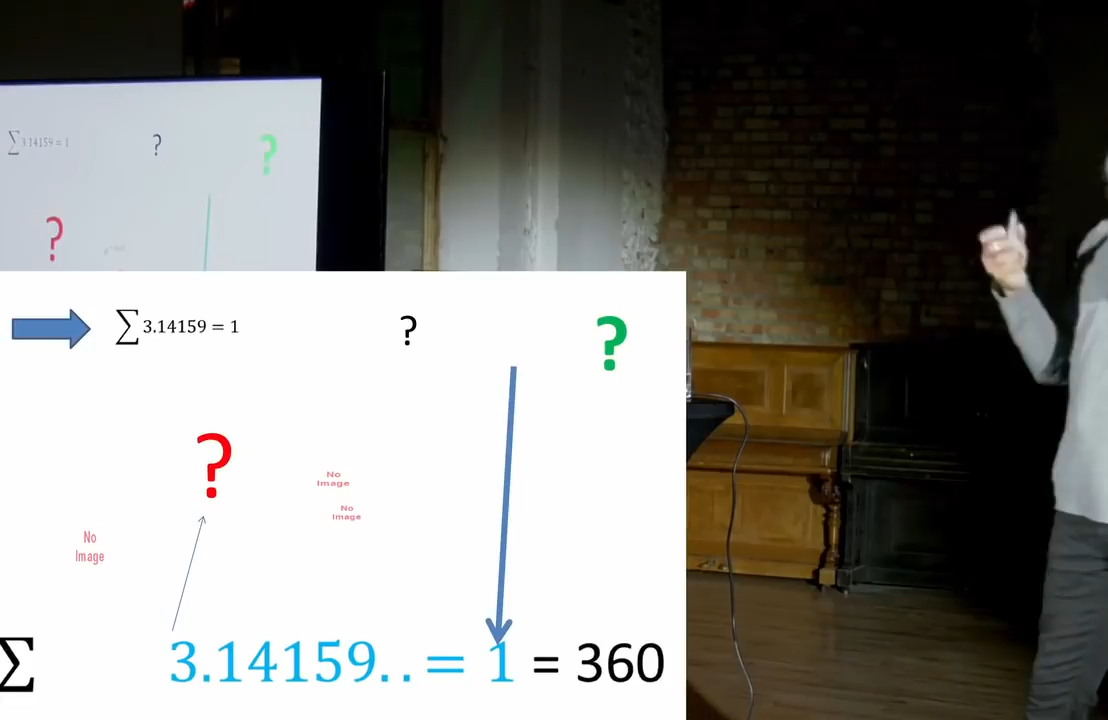 ∑ 3.14159 = 1
?
?
?
∑ 3.14159 = 1
?
?
?
No
Image
No
Image
No
Image
∑ 3.14159.. = 1 = 360